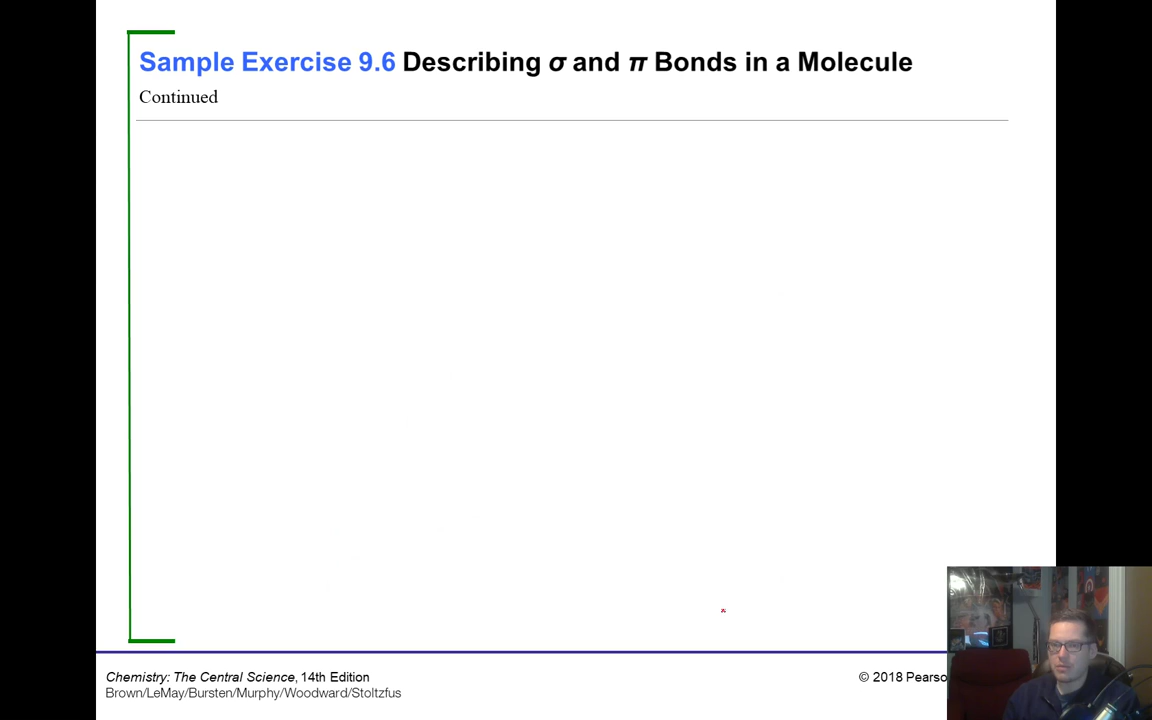 Sample Exercise 9.6 Describing σ and π Bonds in a Molecule
Continued
Chemistry: The Central Science, 14th Edition
Brown/LeMay/Bursten/Murphy/Woodward/Stoltzfus
© 2018 Pearso